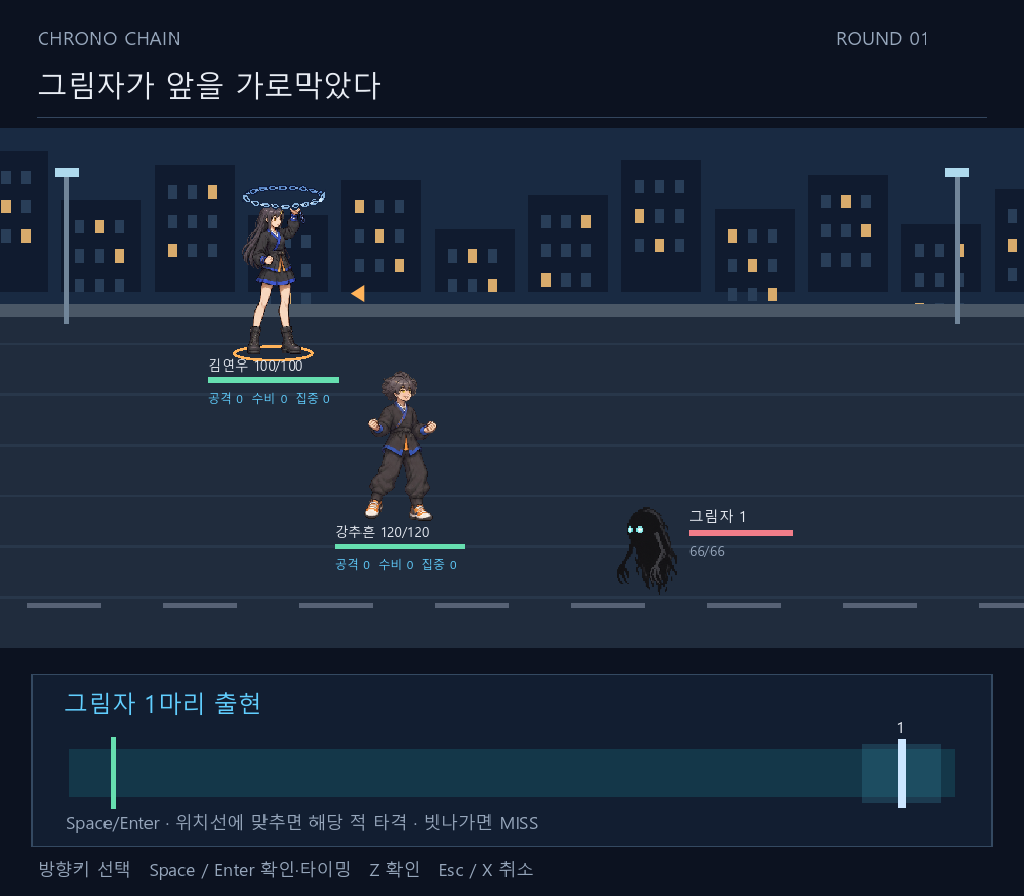 CHRONO CHAIN
ROUND 01
그림자가 앞을 가로막았다
김연우 100/100
공격 0 수비 0 집중 0
강추흔 120/120
공격 0 수비 0 집중 0
그림자 1
66/66
그림자 1마리 출현
1
Space/Enter · 위치선에 맞추면 해당 적 타격 · 빗나가면 MISS
방향키 선택 Space / Enter 확인·타이밍 Z 확인 Esc / X 취소